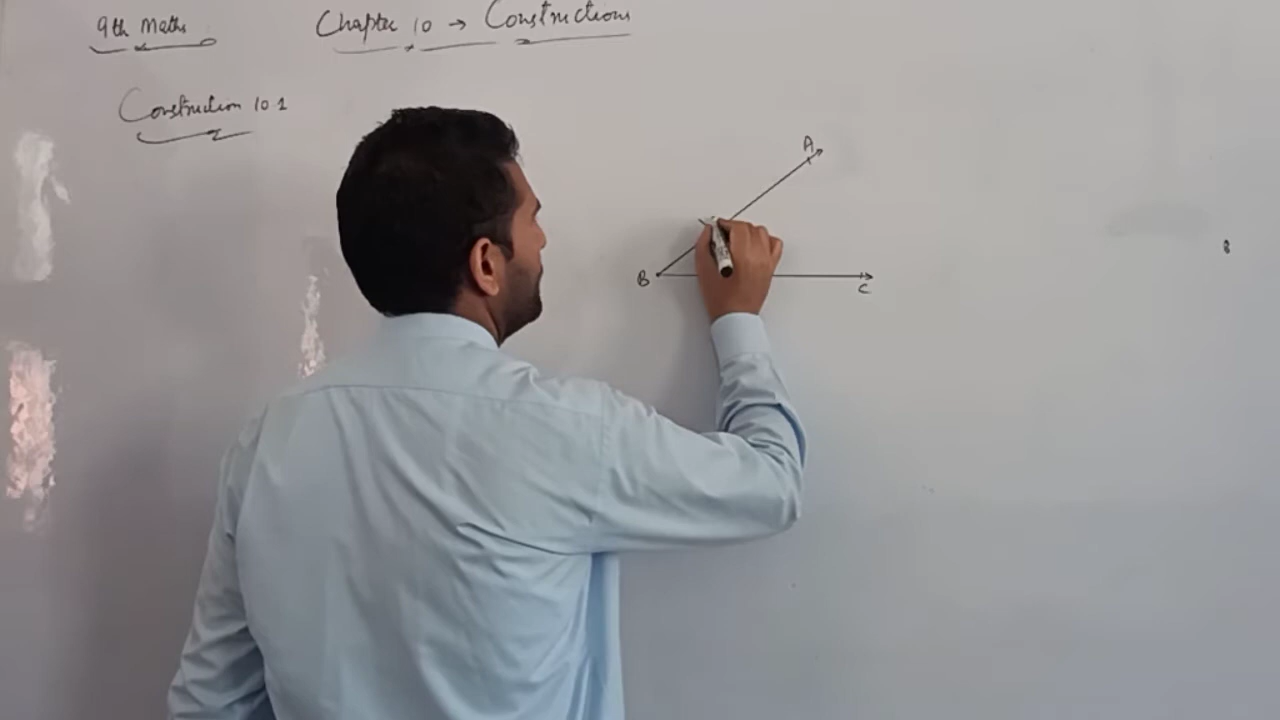 9th Maths
Chapter 10 → Constructions
Construction 10.1
A
B
C